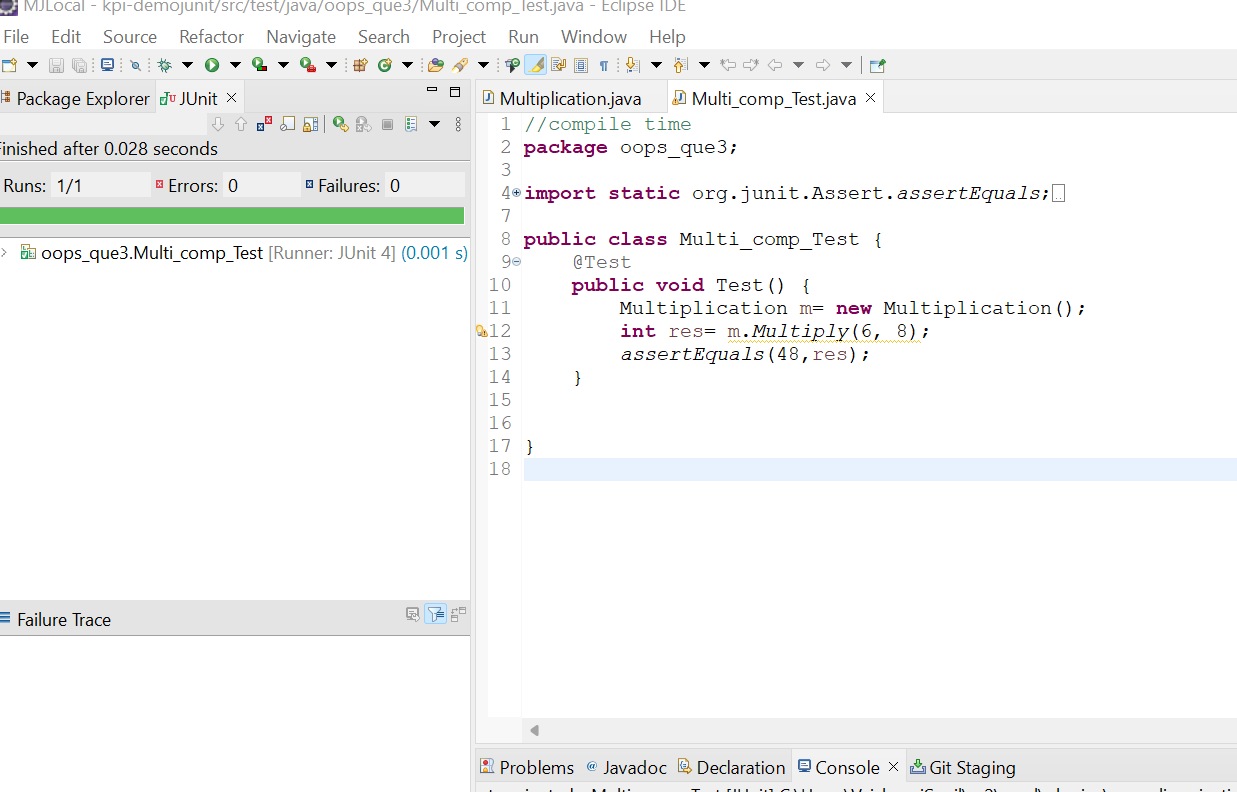 MJLocal - kpi-demojunit/src/test/java/oops_que3/Multi_comp_Test.java - Eclipse IDE
File Edit Source Refactor Navigate Search Project Run Window Help
Package Explorer JUnit
Finished after 0.028 seconds
Runs: 1/1 Errors: 0 Failures: 0
oops_que3.Multi_comp_Test [Runner: JUnit 4] (0.001 s)
Failure Trace
Multiplication.java Multi_comp_Test.java
1 //compile time
2 package oops_que3;
3
4 import static org.junit.Assert.assertEquals;
7
8 public class Multi_comp_Test {
9 @Test
10 public void Test() {
11 Multiplication m= new Multiplication();
12 int res= m.Multiply(6, 8);
13 assertEquals(48,res);
14 }
15
16
17 }
18
Problems Javadoc Declaration Console Git Staging